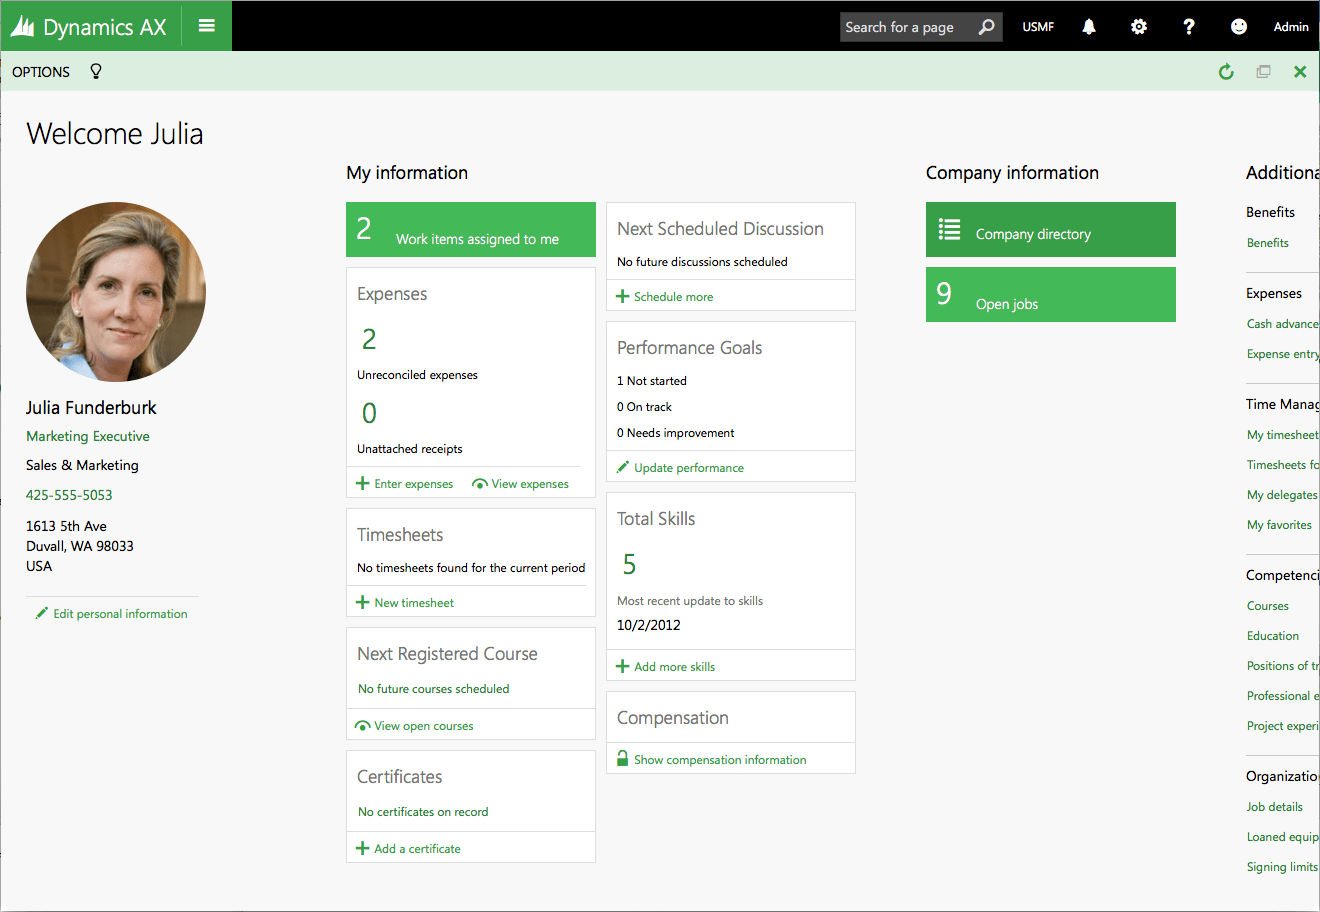 Dynamics AX
Search for a page
USMF
Admin
OPTIONS
Welcome Julia
Julia Funderburk
Marketing Executive
Sales & Marketing
425-555-5053
1613 5th Ave
Duvall, WA 98033
USA
Edit personal information
My information
2
Work items assigned to me
Expenses
2
Unreconciled expenses
0
Unattached receipts
Enter expenses
View expenses
Timesheets
No timesheets found for the current period
New timesheet
Next Registered Course
No future courses scheduled
View open courses
Certificates
No certificates on record
Add a certificate
Next Scheduled Discussion
No future discussions scheduled
Schedule more
Performance Goals
1 Not started
0 On track
0 Needs improvement
Update performance
Total Skills
5
Most recent update to skills
10/2/2012
Add more skills
Compensation
Show compensation information
Company information
Company directory
9
Open jobs
Additiona
Benefits
Benefits
Expenses
Cash advance
Expense entry
Time Manag
My timesheet
Timesheets fo
My delegates
My favorites
Competenci
Courses
Education
Positions of tr
Professional e
Project experi
Organizatio
Job details
Loaned equip
Signing limits